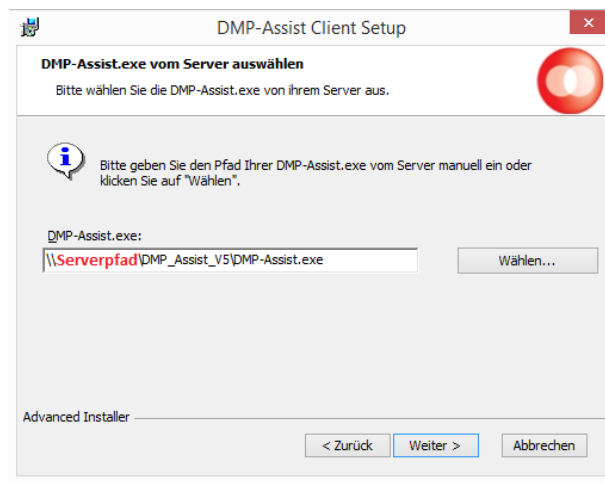 DMP-Assist Client Setup
DMP-Assist.exe vom Server auswählen
Bitte wählen Sie die DMP-Assist.exe von ihrem Server aus.
Bitte geben Sie den Pfad Ihrer DMP-Assist.exe vom Server manuell ein oder
klicken Sie auf "Wählen".
DMP-Assist.exe:
\\Serverpfad\DMP_Assist_V5\DMP-Assist.exe
Wählen...
Advanced Installer
< Zurück
Weiter >
Abbrechen